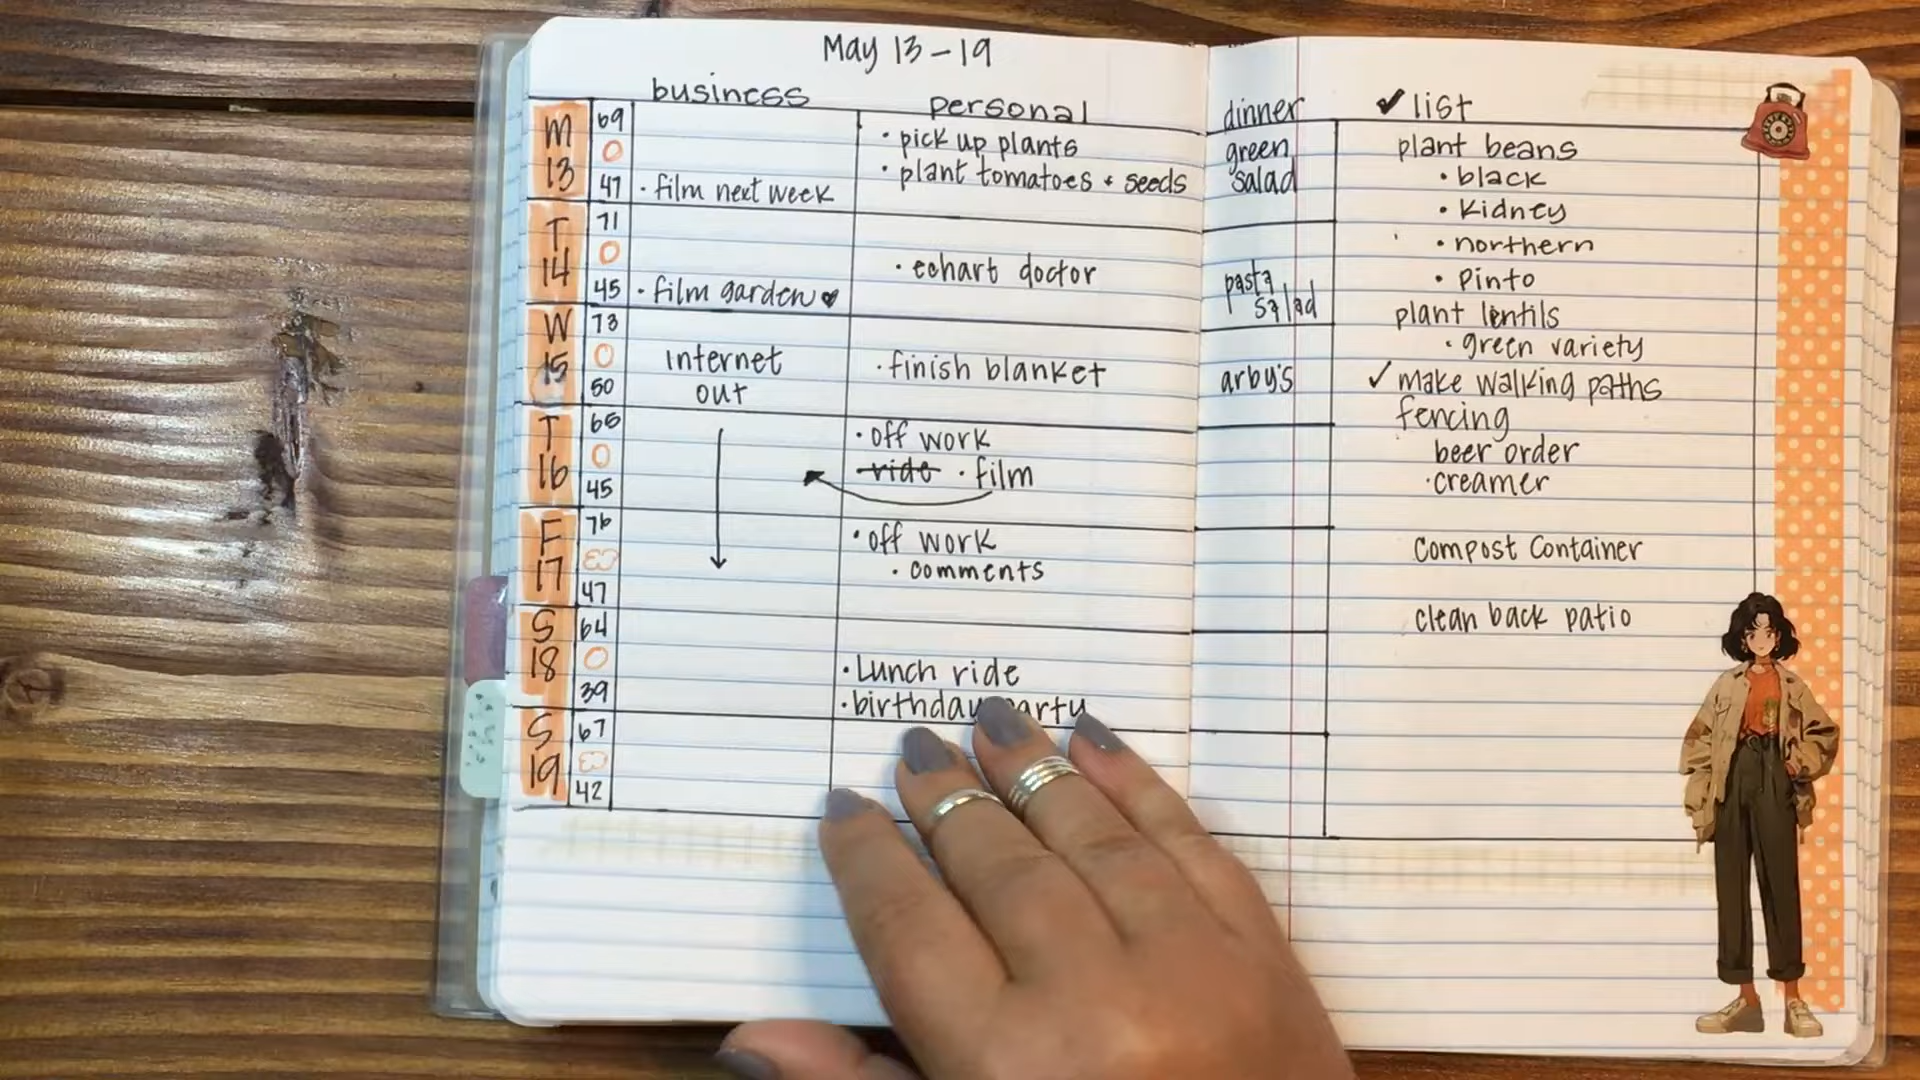 May 13-19
business
personal
dinner
✓ list
M
13
69
47
· film next week
· pick up plants
· plant tomatoes + seeds
green
salad
T
14
71
45
· film garden ♥
· echart doctor
pasta
salad
W
15
73
50
internet
out
· finish blanket
arby's
T
16
45
· off work
· ride · film
F
17
76
47
· off work
· comments
S
18
64
39
· Lunch ride
· birthday party
S
19
67
42
plant beans
· black
· kidney
· northern
· pinto
plant lentils
· green variety
✓ make walking paths
fencing
beer order
· creamer
compost container
clean back patio